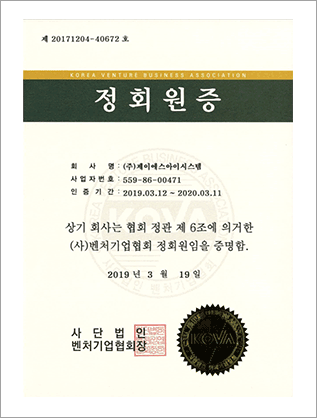 제 20171204-40672 호
KOREA VENTURE BUSINESS ASSOCIATION
정회원증
회 사 명 : (주)제이에스아이시스템
사업자번호 : 559-86-00471
인 증 기 간 : 2019.03.12 ~ 2020.03.11
상기 회사는 협회 정관 제 6조에 의거한
(사)벤처기업협회 정회원임을 증명함.
2019 년 3 월 19 일
사 단 법 인
벤처기업협회장
KOVA